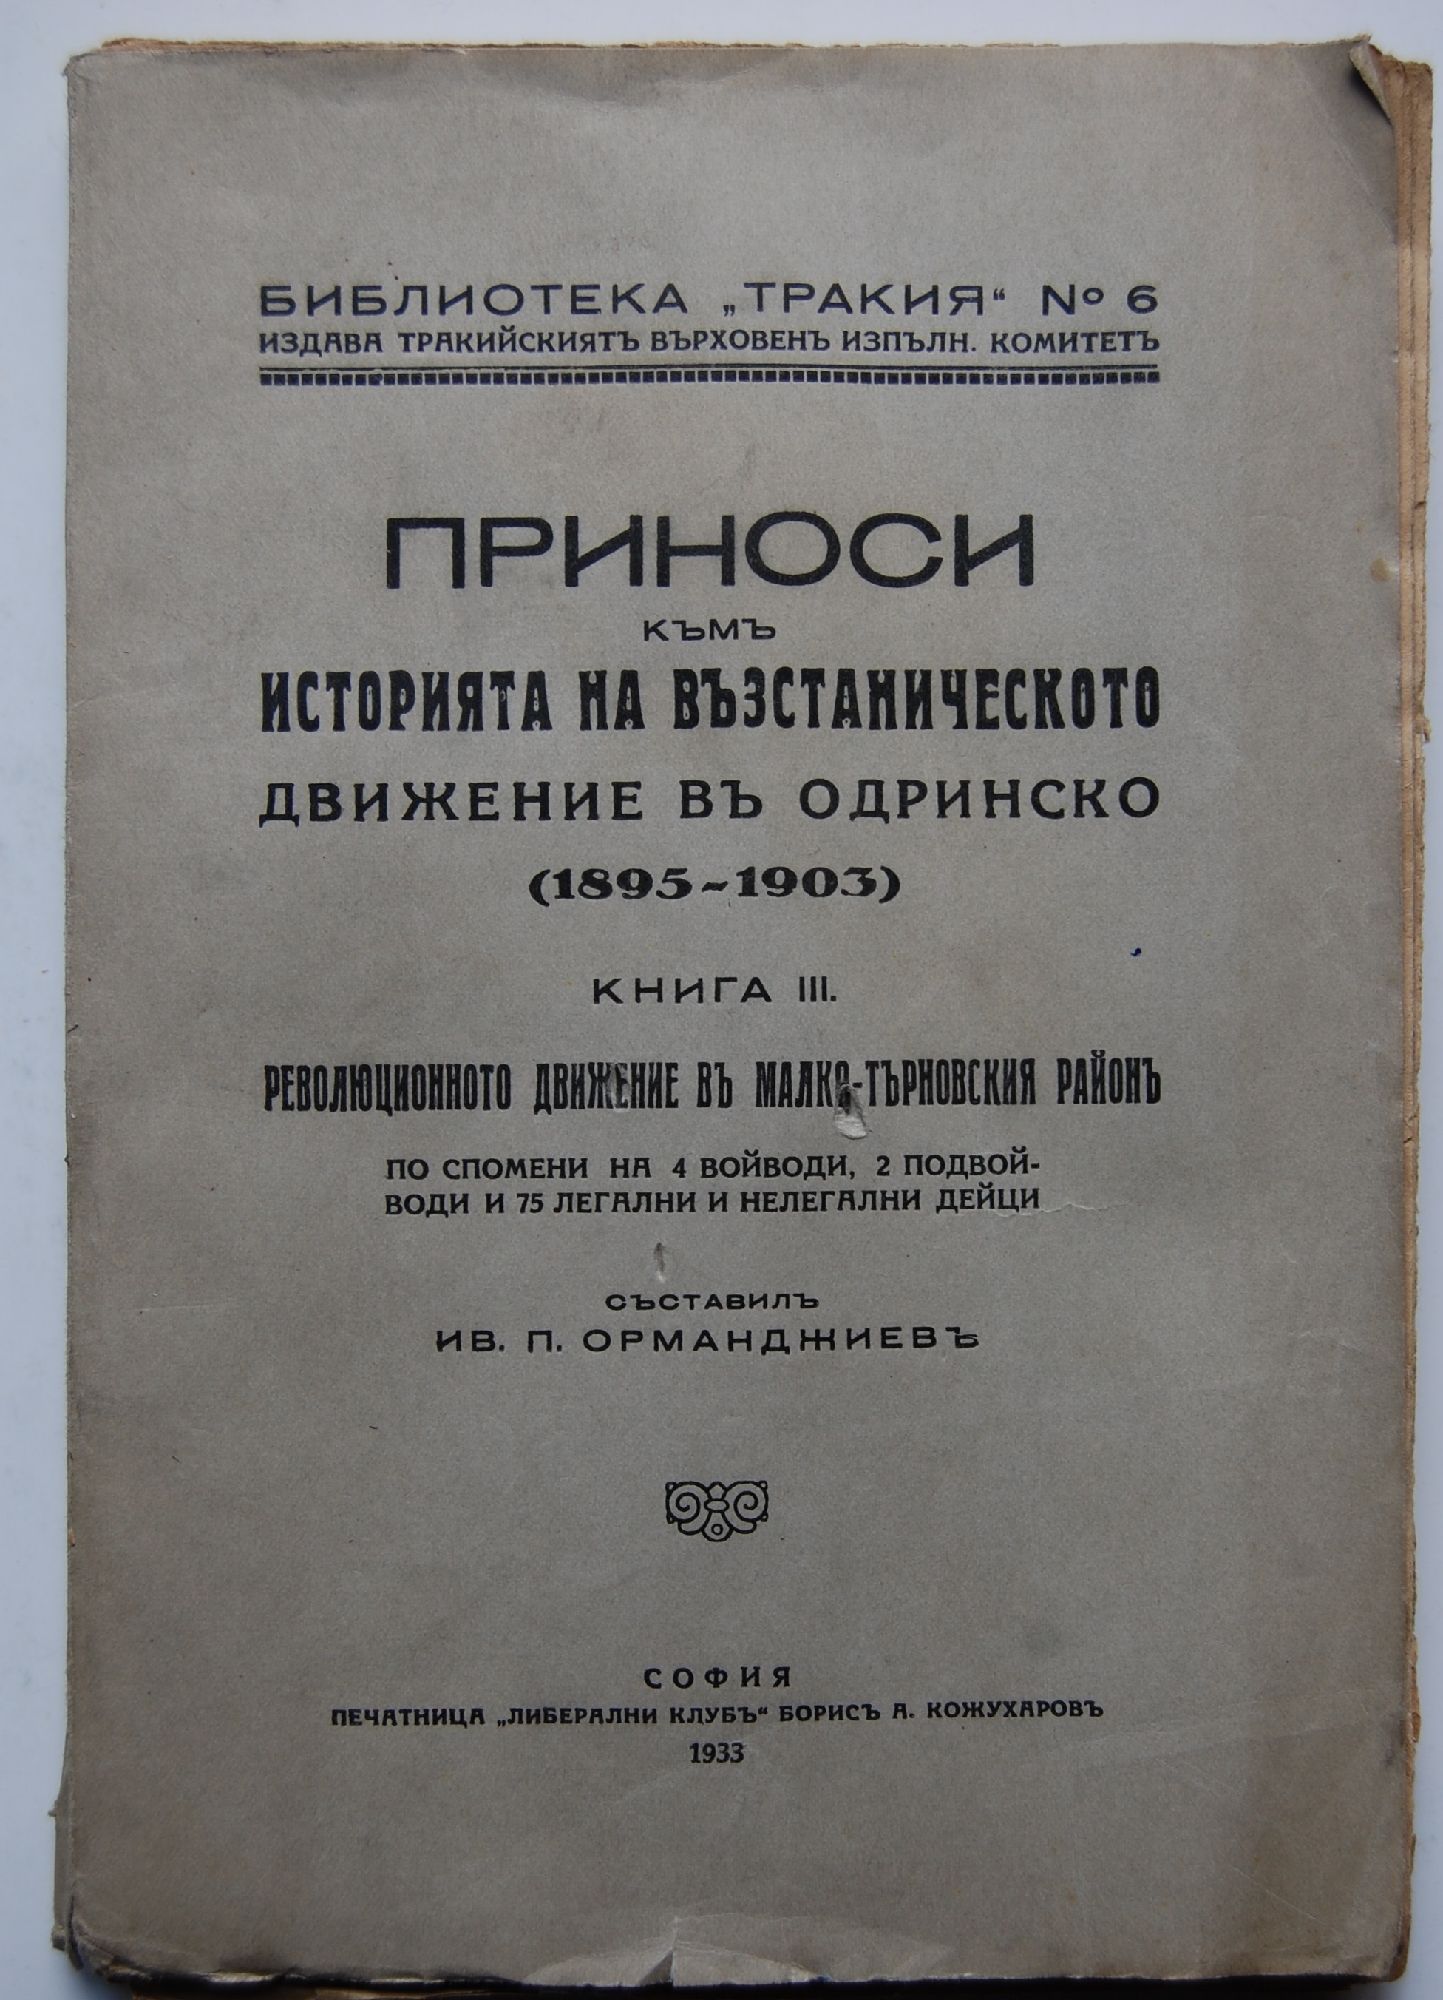 БИБЛИОТЕКА „ТРАКИЯ“ № 6
ИЗДАВА ТРАКИЙСКИЯТЪ ВЪРХОВЕНЪ ИЗПЪЛН. КОМИТЕТЪ
ПРИНОСИ
КЪМЪ
ИСТОРИЯТА НА ВЪЗСТАНИЧЕСКОТО
ДВИЖЕНИЕ ВЪ ОДРИНСКО
(1895-1903)
КНИГА III.
РЕВОЛЮЦИОННОТО ДВИЖЕНИЕ ВЪ МАЛКО-ТЪРНОВСКИЯ РАЙОНЪ
ПО СПОМЕНИ НА 4 ВОЙВОДИ, 2 ПОДВОЙ-
ВОДИ И 75 ЛЕГАЛНИ И НЕЛЕГАЛНИ ДЕЙЦИ
СЪСТАВИЛЪ
ИВ. П. ОРМАНДЖИЕВЪ
СОФИЯ
ПЕЧАТНИЦА „ЛИБЕРАЛНИ КЛУБЪ“ БОРИСЪ А. КОЖУХАРОВЪ
1933